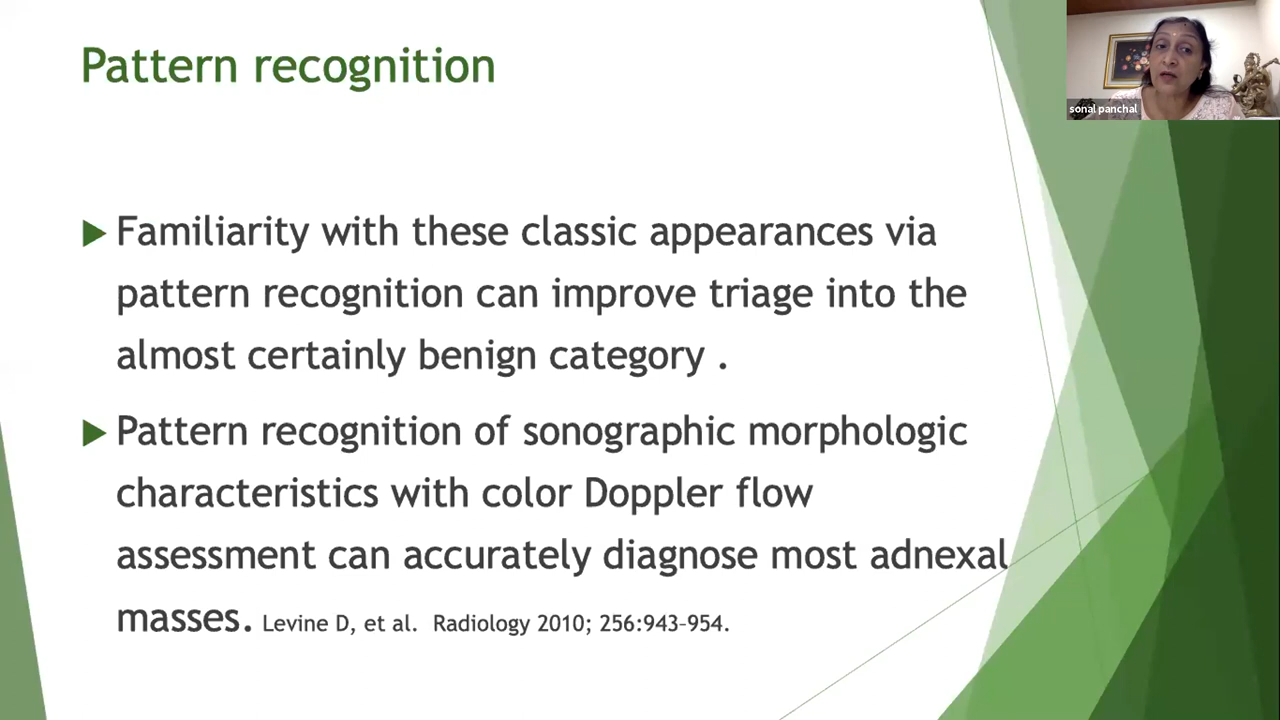 Pattern recognition
sonal panchal
Familiarity with these classic appearances via
pattern recognition can improve triage into the
almost certainly benign category .
Pattern recognition of sonographic morphologic
characteristics with color Doppler flow
assessment can accurately diagnose most adnexal
masses. Levine D, et al. Radiology 2010; 256:943–954.